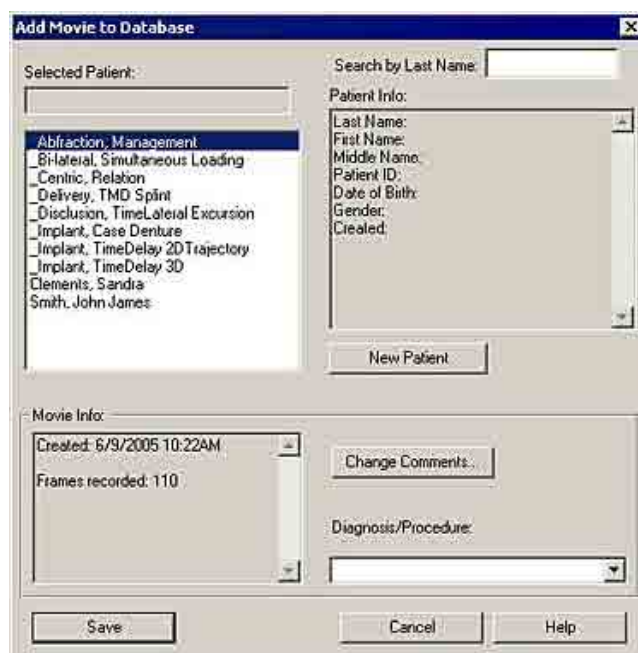 Add Movie to Database
Selected Patient:
Search by Last Name:
Patient Info:
_Abfraction, Management
_Bi-lateral, Simultaneous Loading
_Centric, Relation
_Delivery, TMD Splint
_Disclusion, TimeLateral Excursion
_Implant, Case Denture
_Implant, TimeDelay 2DTrajectory
_Implant, TimeDelay 3D
Clements, Sandra
Smith, John James
Last Name:
First Name:
Middle Name:
Patient ID:
Date of Birth:
Gender:
Created:
New Patient
Movie Info:
Created: 6/9/2005 10:22AM
Frames recorded: 110
Change Comments...
Diagnosis/Procedure:
Save
Cancel
Help